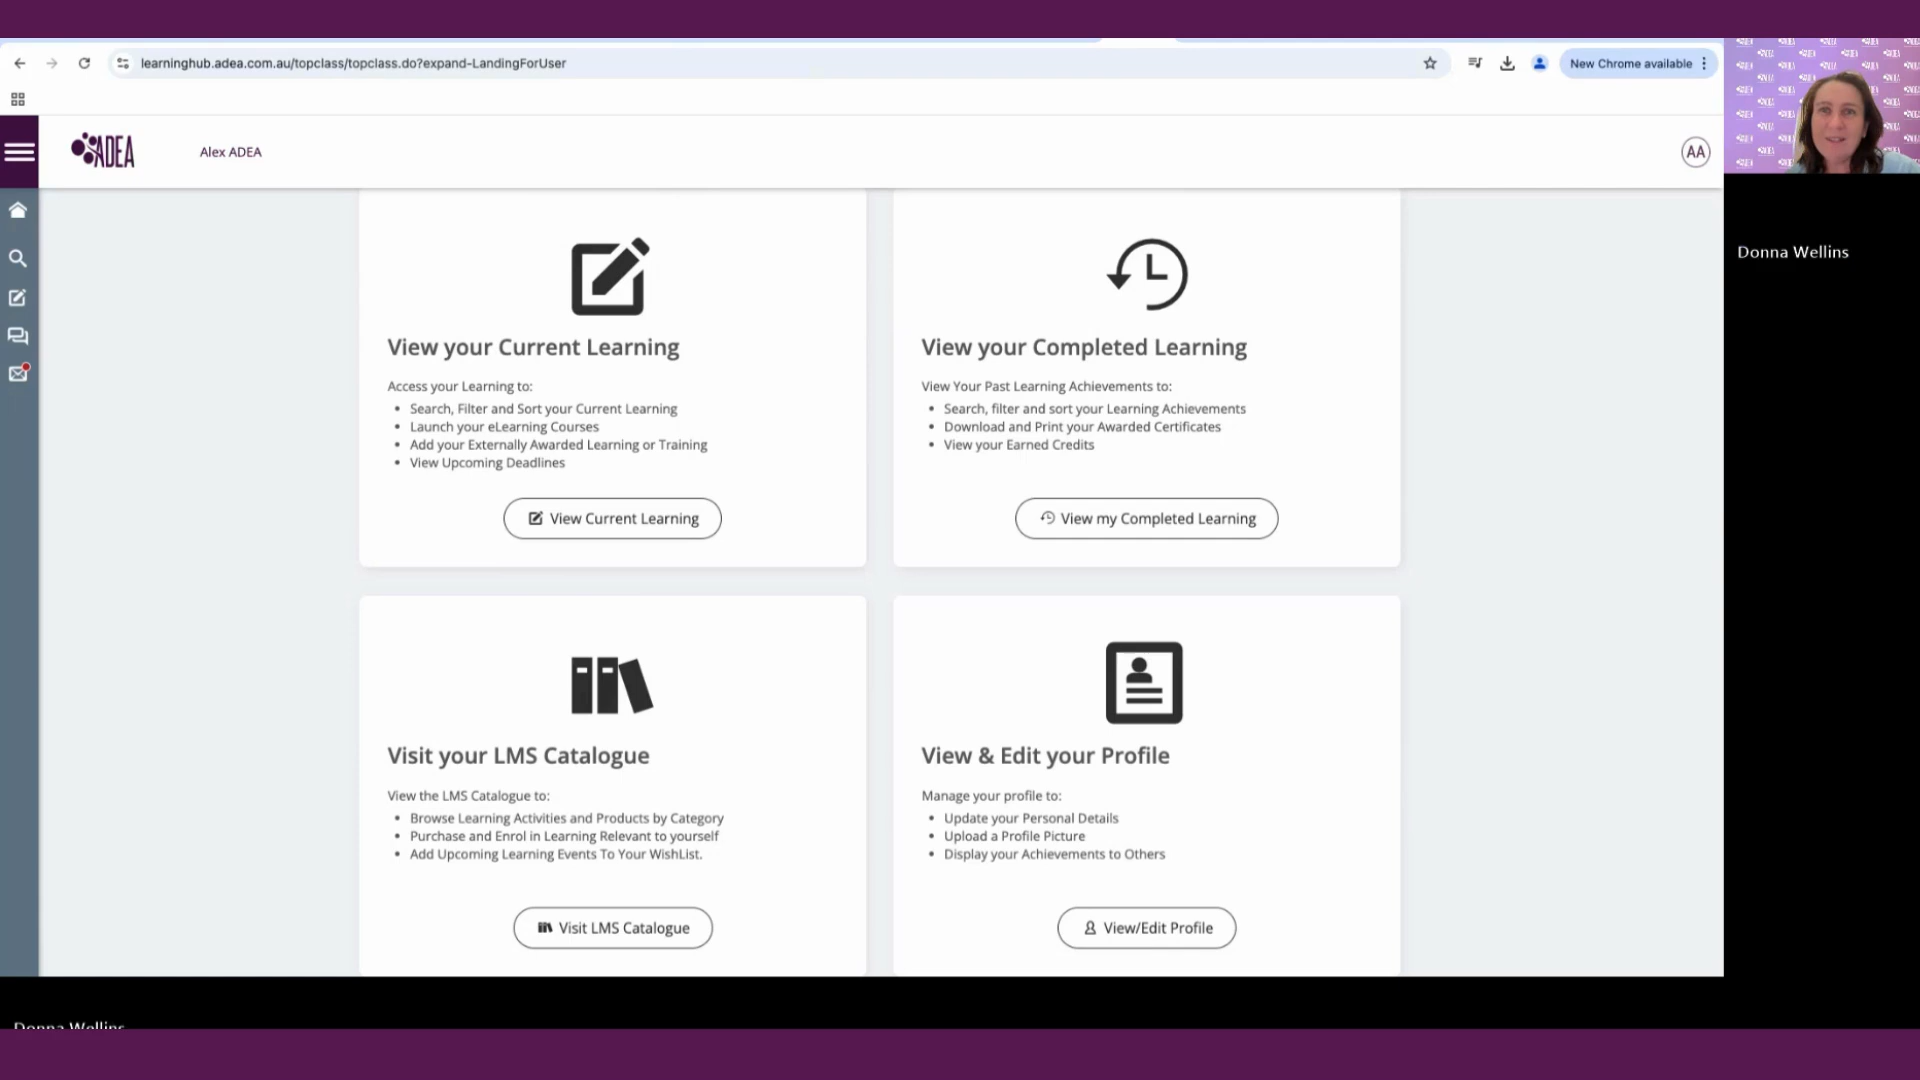 learninghub.adea.com.au/topclass/topclass.do?expand-LandingForUser
New Chrome available
ADEA
Alex ADEA
AA
Donna Wellins
View your Current Learning
Access your Learning to:
• Search, Filter and Sort your Current Learning
• Launch your eLearning Courses
• Add your Externally Awarded Learning or Training
• View Upcoming Deadlines
View Current Learning
View your Completed Learning
View Your Past Learning Achievements to:
• Search, filter and sort your Learning Achievements
• Download and Print your Awarded Certificates
• View your Earned Credits
View my Completed Learning
Visit your LMS Catalogue
View the LMS Catalogue to:
• Browse Learning Activities and Products by Category
• Purchase and Enrol in Learning Relevant to yourself
• Add Upcoming Learning Events To Your WishList.
Visit LMS Catalogue
View & Edit your Profile
Manage your profile to:
• Update your Personal Details
• Upload a Profile Picture
• Display your Achievements to Others
View/Edit Profile
Donna Wellins